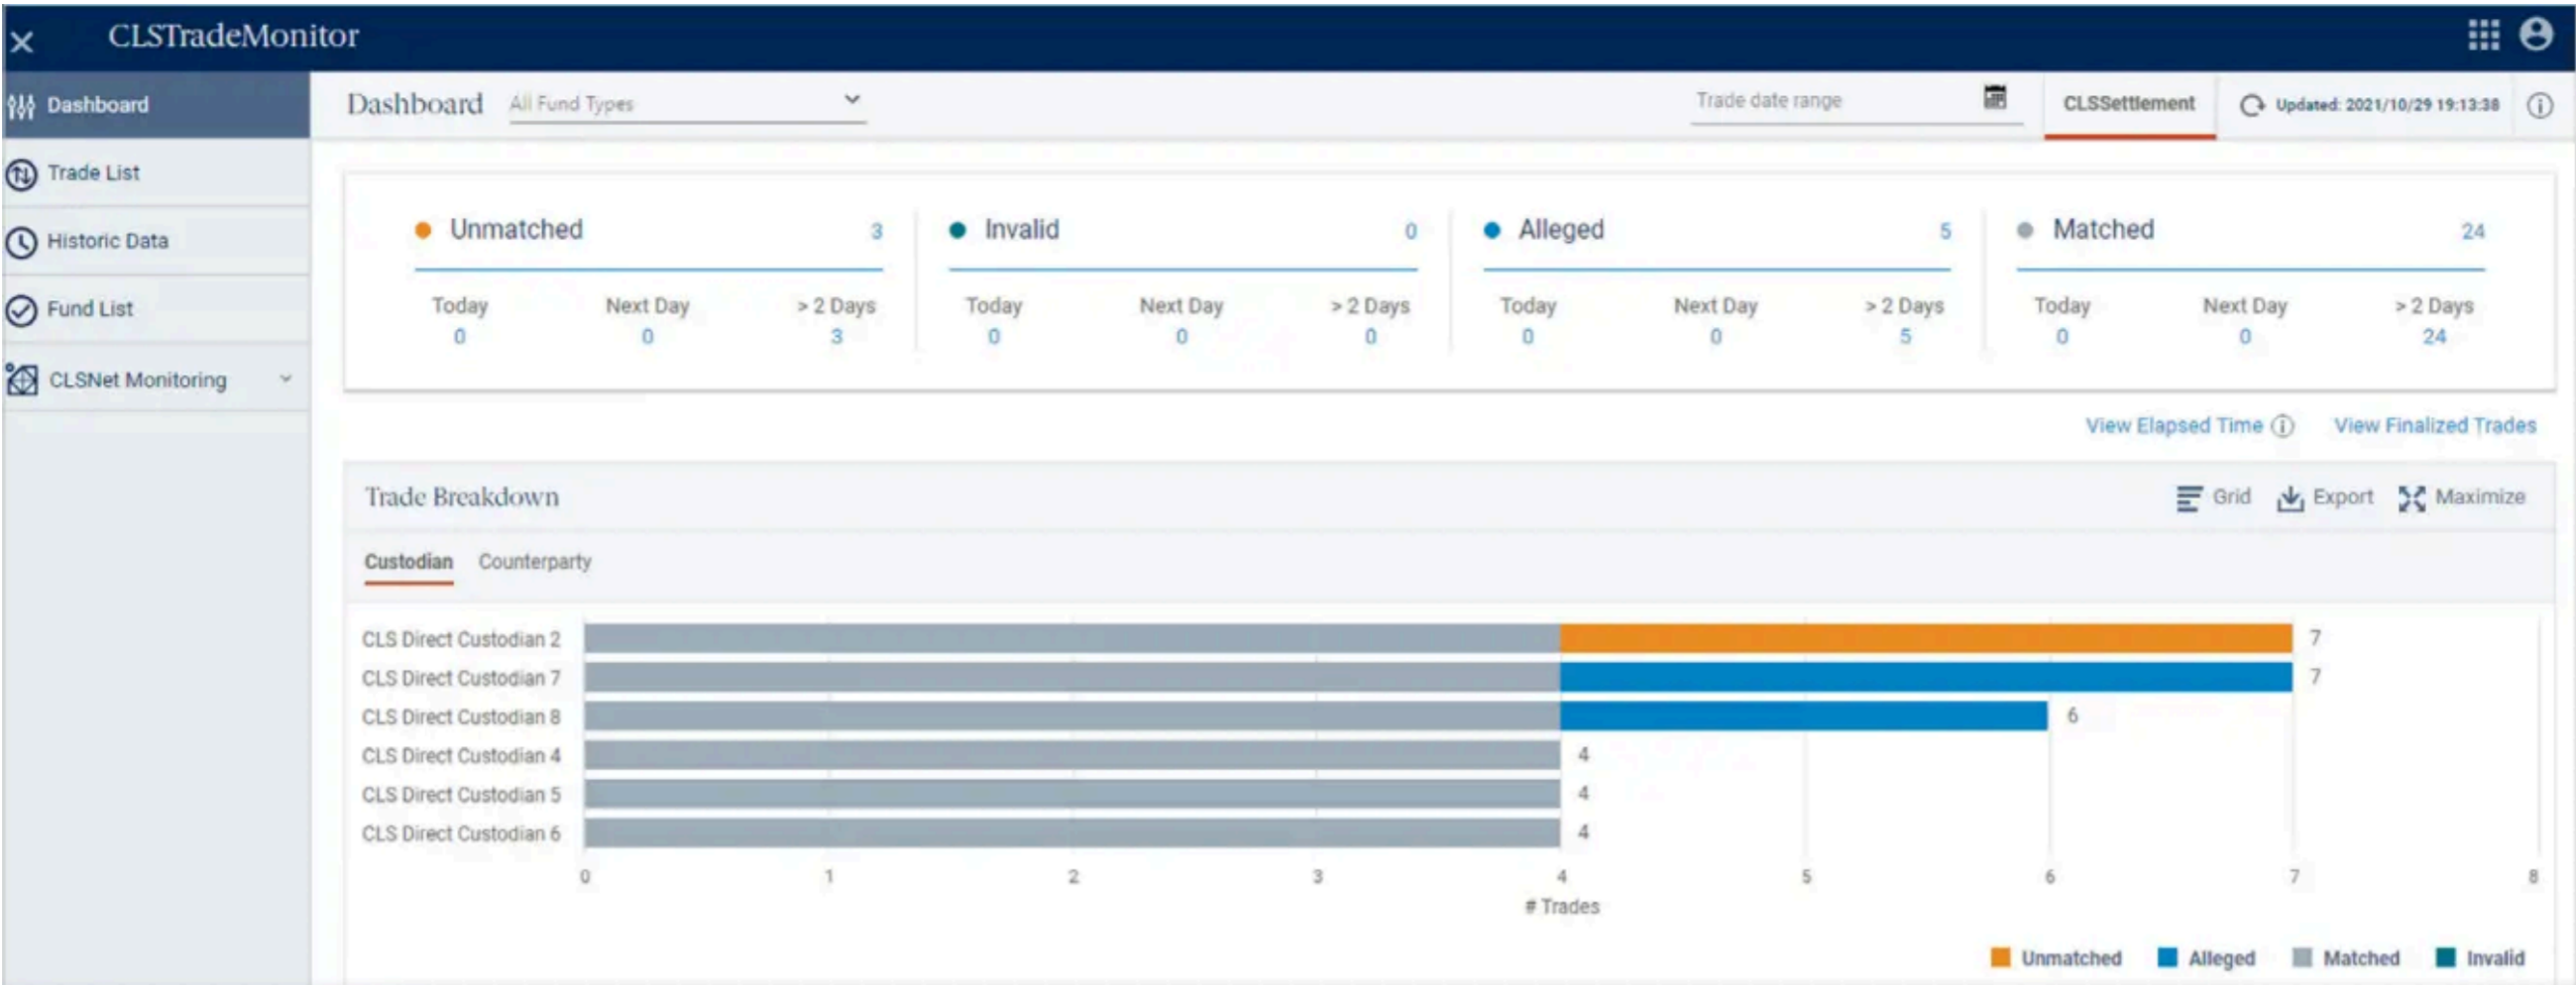 CLSTradeMonitor
Dashboard
Trade List
Historic Data
Fund List
CLSNet Monitoring
Dashboard All Fund Types Trade date range CLSSettlement Updated: 2021/10/29 19:13:38
Unmatched 3 Invalid 0 Alleged 5 Matched 24
Today Next Day > 2 Days Today Next Day > 2 Days Today Next Day > 2 Days Today Next Day > 2 Days
0 0 3 0 0 0 0 0 5 0 0 24
View Elapsed Time View Finalized Trades
Trade Breakdown Grid Export Maximize
Custodian Counterparty
CLS Direct Custodian 2 7
CLS Direct Custodian 7 7
CLS Direct Custodian 8 6
CLS Direct Custodian 4 4
CLS Direct Custodian 5 4
CLS Direct Custodian 6 4
0 1 2 3 4 5 6 7 8
# Trades
Unmatched Alleged Matched Invalid